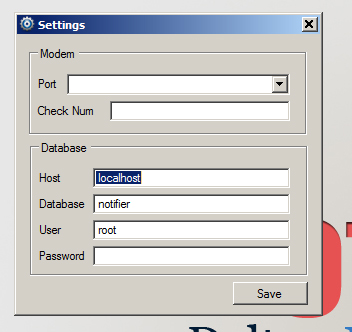 Settings
Modem
Port
Check Num
Database
Host localhost
Database notifier
User root
Password
Save